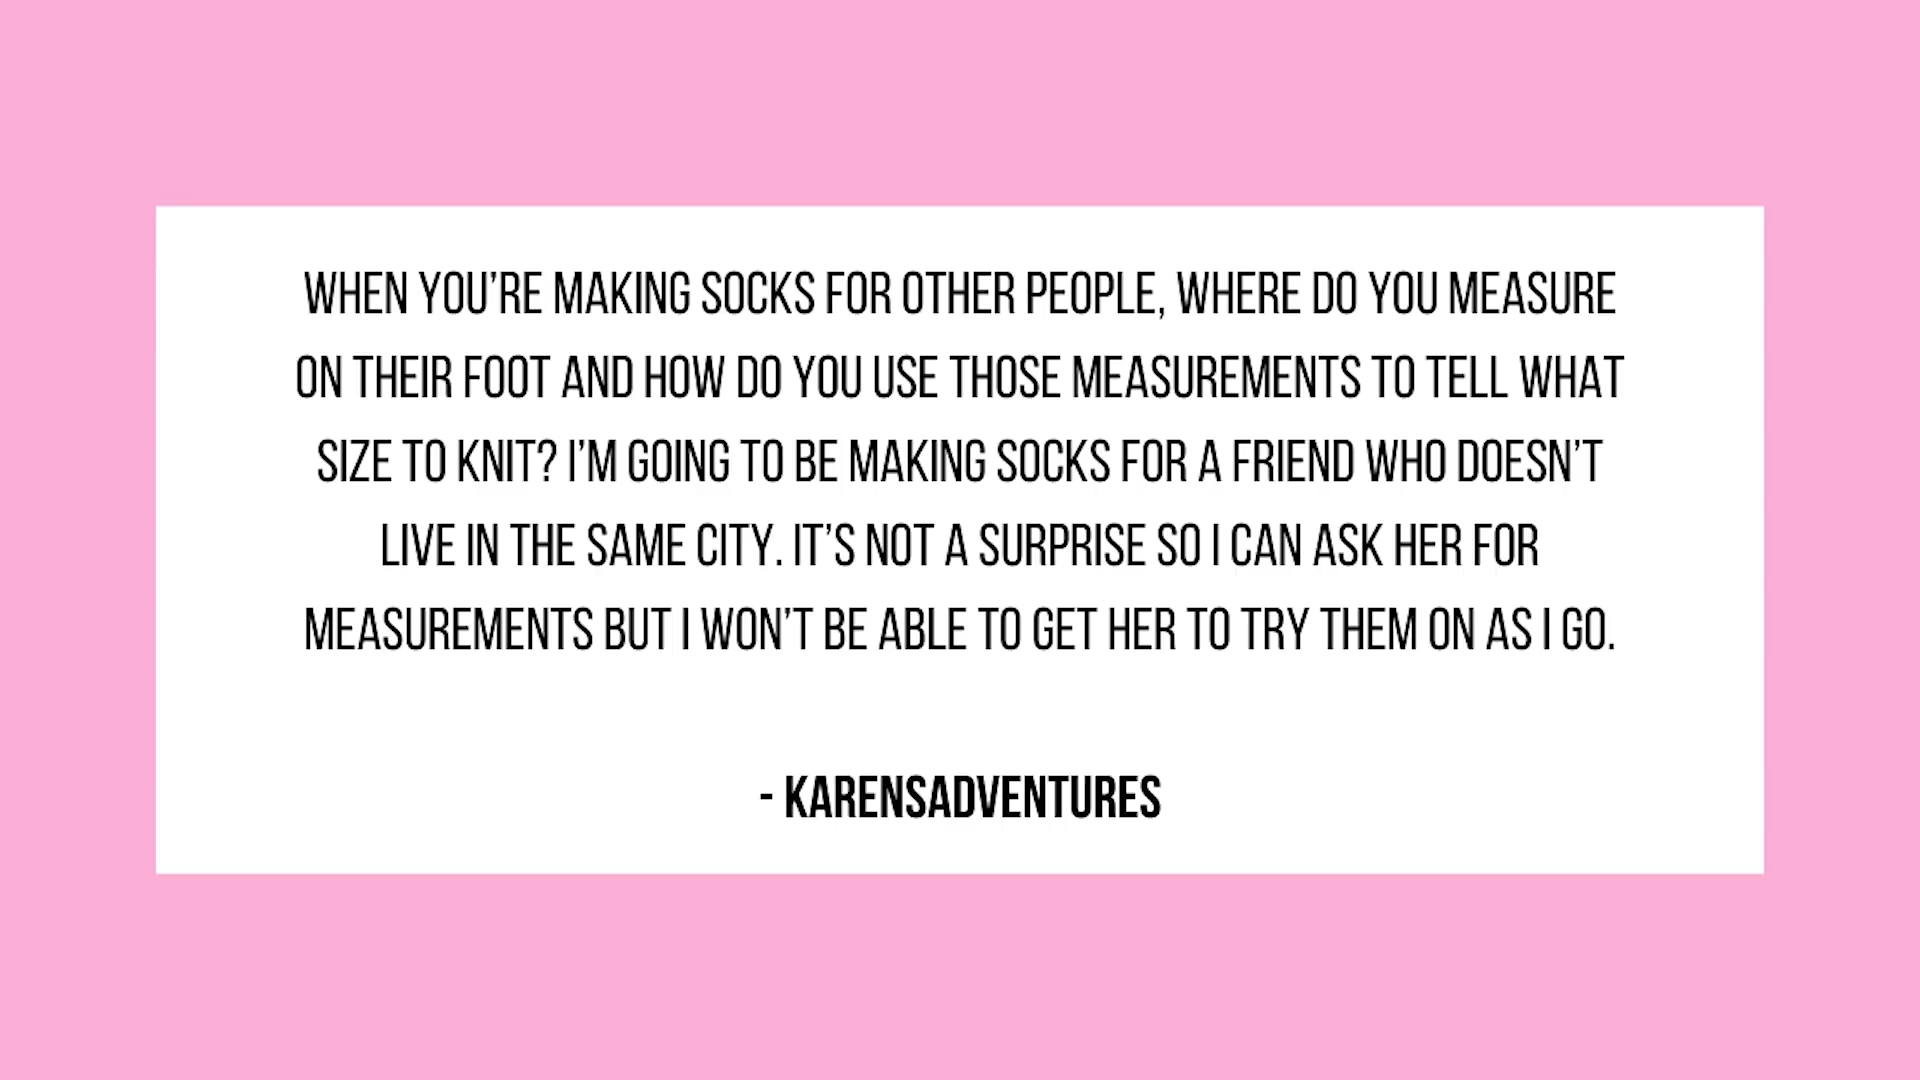 WHEN YOU'RE MAKING SOCKS FOR OTHER PEOPLE, WHERE DO YOU MEASURE
ON THEIR FOOT AND HOW DO YOU USE THOSE MEASUREMENTS TO TELL WHAT
SIZE TO KNIT? I'M GOING TO BE MAKING SOCKS FOR A FRIEND WHO DOESN'T
LIVE IN THE SAME CITY. IT'S NOT A SURPRISE SO I CAN ASK HER FOR
MEASUREMENTS BUT I WON'T BE ABLE TO GET HER TO TRY THEM ON AS I GO.
- KARENSADVENTURES